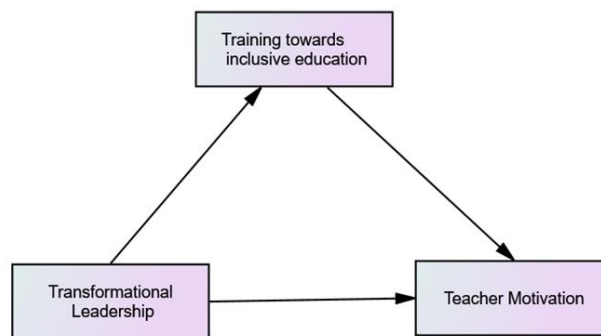 Training towards
inclusive education
Transformational
Leadership
Teacher Motivation